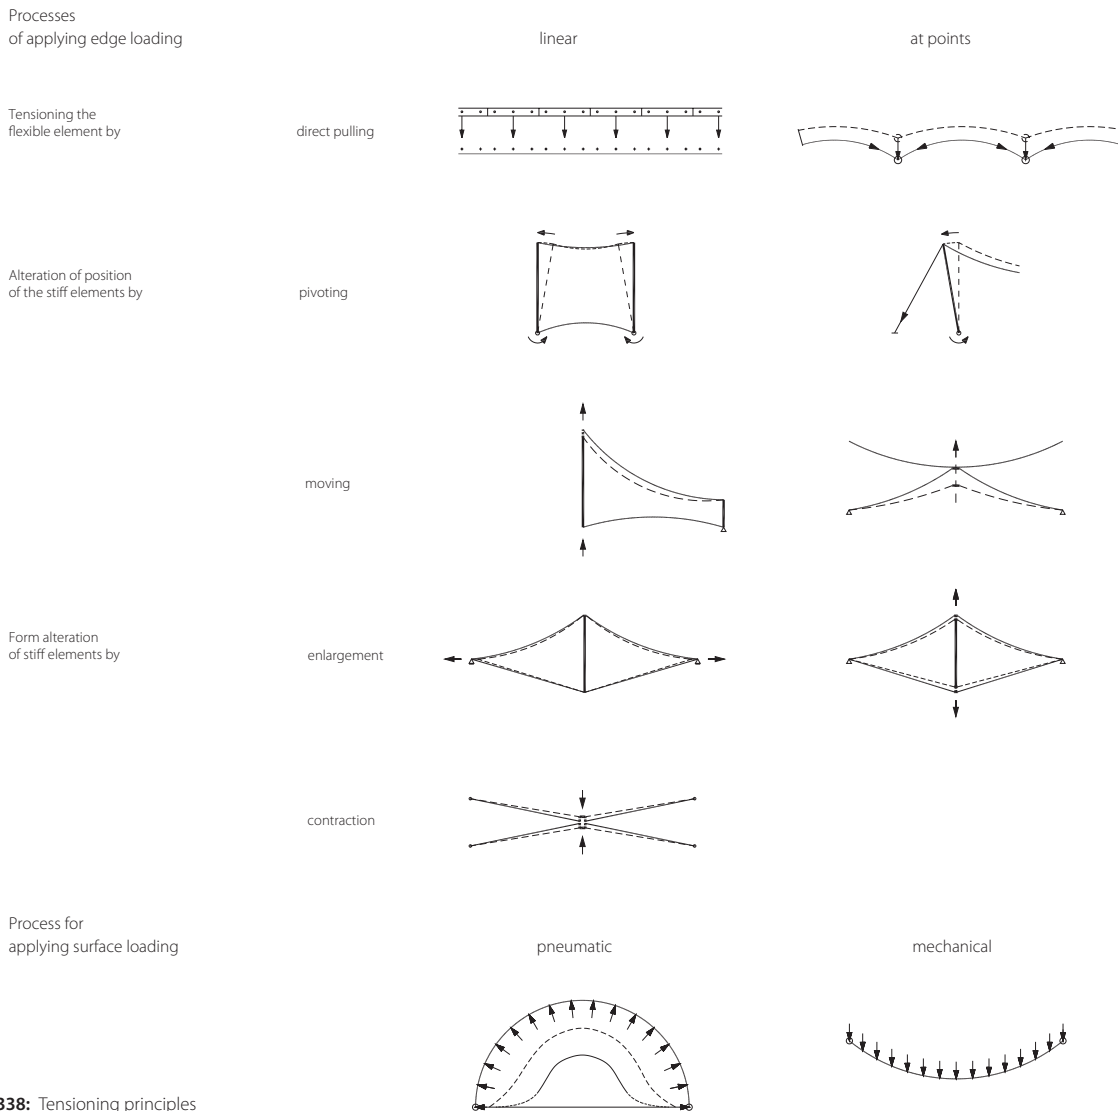 Processes
of applying edge loading
linear
at points
Tensioning the
flexible element by
direct pulling
Alteration of position
of the stiff elements by
pivoting
moving
Form alteration
of stiff elements by
enlargement
contraction
Process for
applying surface loading
pneumatic
mechanical
338: Tensioning principles